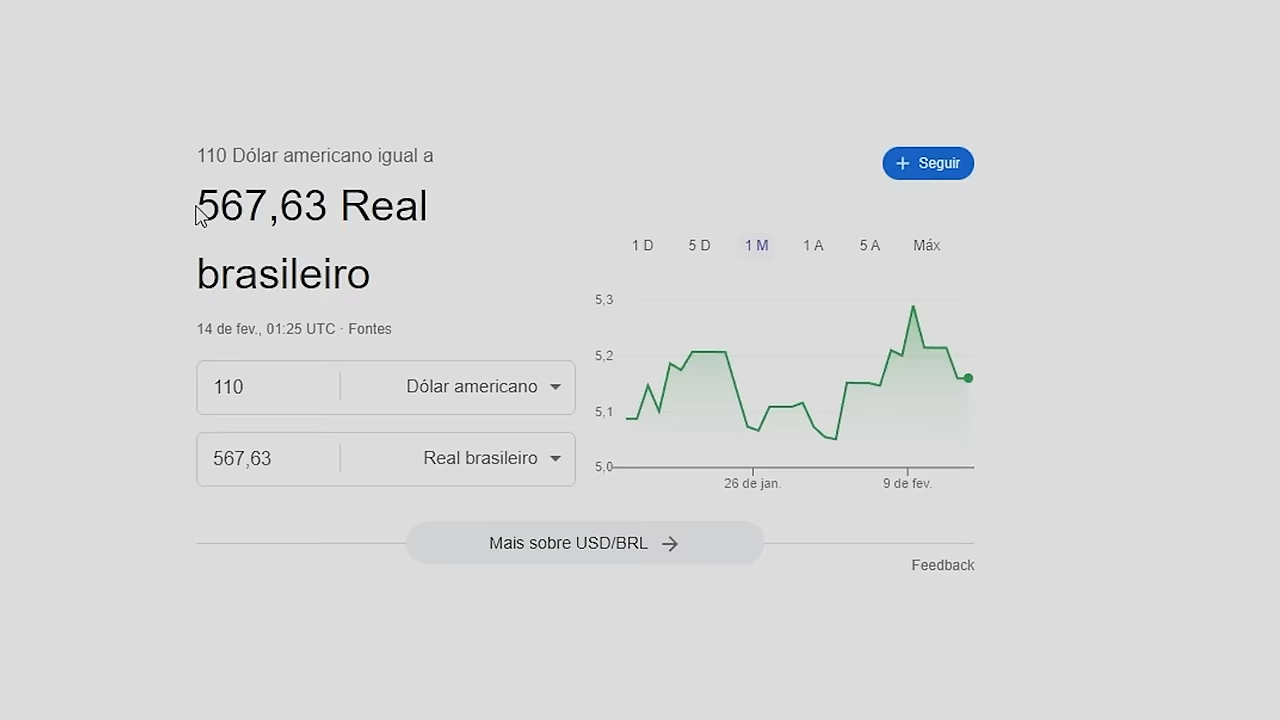 110 Dólar americano igual a
567,63 Real
brasileiro
14 de fev., 01:25 UTC · Fontes
110 Dólar americano
567,63 Real brasileiro
+ Seguir
1 D 5 D 1 M 1 A 5 A Máx
5,3
5,2
5,1
5,0
26 de jan. 9 de fev.
Mais sobre USD/BRL →
Feedback